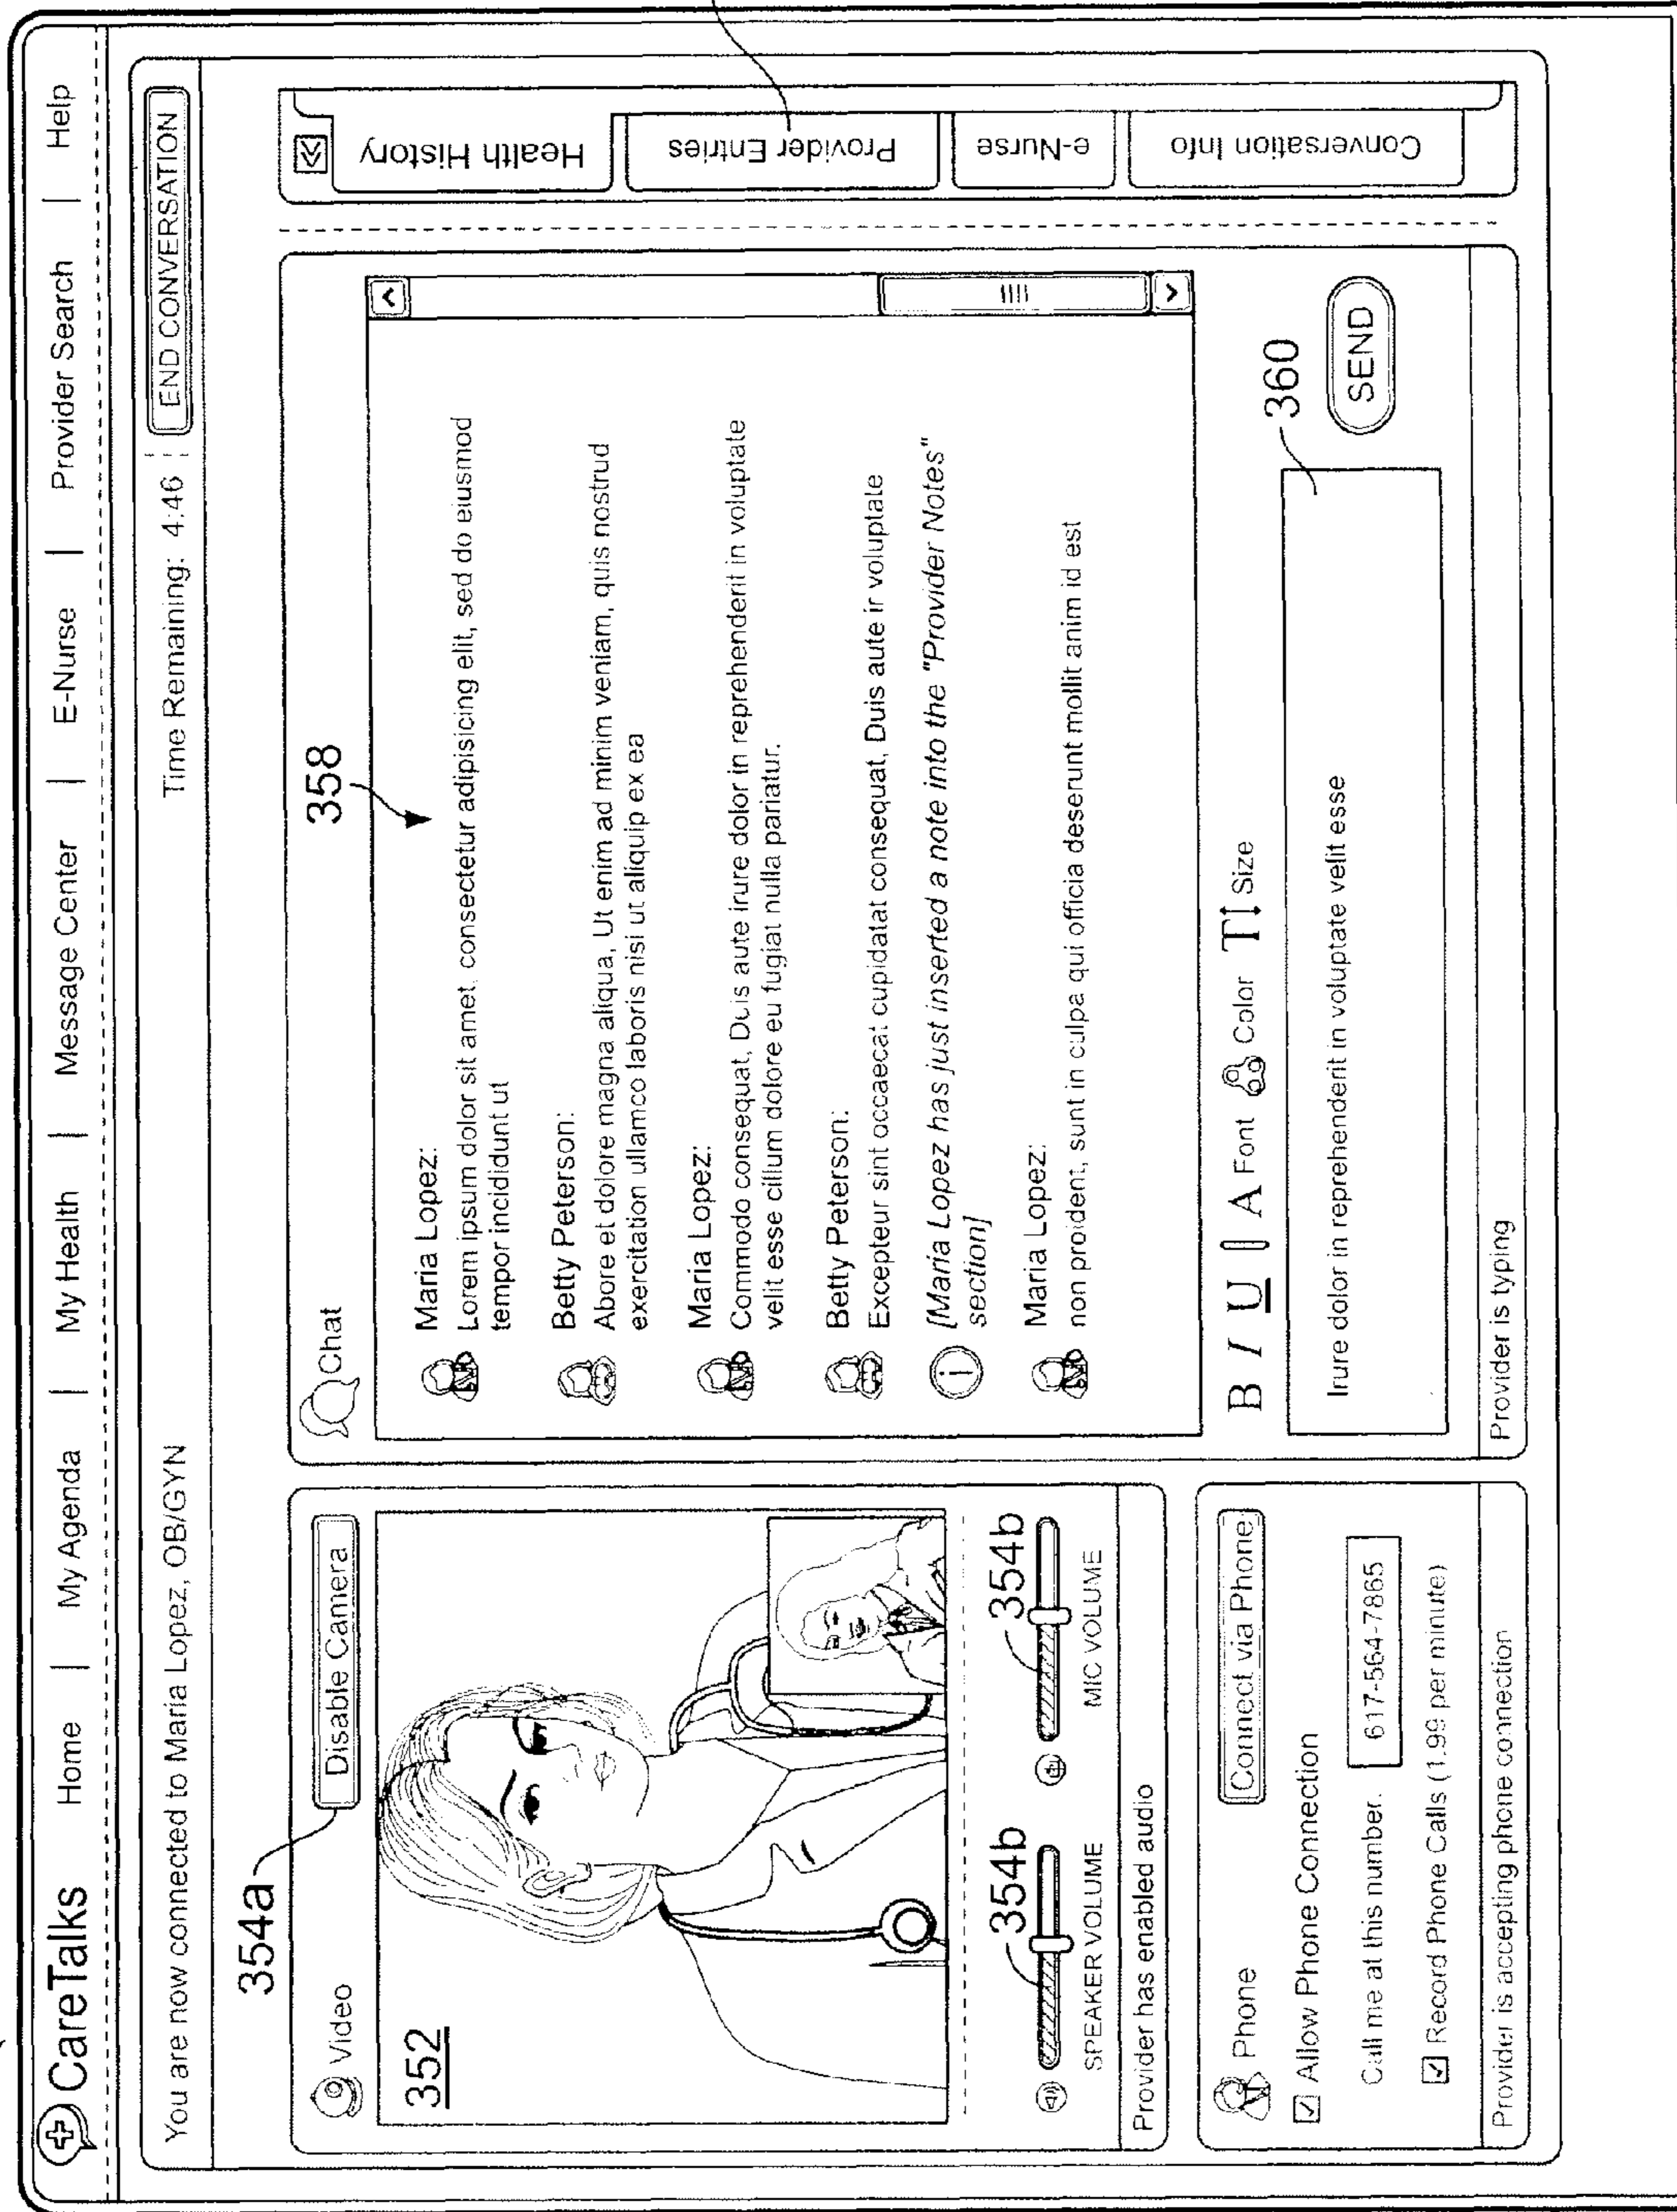 CareTalks
Home | My Agenda | My Health | Message Center | E-Nurse | Provider Search | Help
You are now connected to Maria Lopez, OB/GYN
Time Remaining: 4:46
END CONVERSATION
354a
Video
Disable Camera
352
354b
354b
SPEAKER VOLUME
MIC VOLUME
Provider has enabled audio
Phone
Connect via Phone
Allow Phone Connection
Call me at this number. 617-564-7865
Record Phone Calls (1.99 per minute)
Provider is accepting phone connection
358
Chat
Maria Lopez:
Lorem ipsum dolor sit amet, consectetur adipisicing elit, sed do eiusmod
tempor incididunt ut
Betty Peterson:
Abore et dolore magna aliqua, Ut enim ad minim veniam, quis nostrud
exercitation ullamco laboris nisi ut aliquip ex ea
Maria Lopez:
Commodo consequat, Duis aute irure dolor in reprehenderit in voluptate
velit esse cillum dolore eu fugiat nulla pariatur.
Betty Peterson:
Excepteur sint occaecat cupidatat consequat, Duis aute ir voluptate
[Maria Lopez has just inserted a note into the "Provider Notes"
section]
Maria Lopez:
non proident, sunt in culpa qui officia deserunt mollit anim id est
B I U A Font Color T Size
360
Irure dolor in reprehenderit in voluptate velit esse
SEND
Provider is typing
Health History
Provider Entries
e-Nurse
Conversation Info